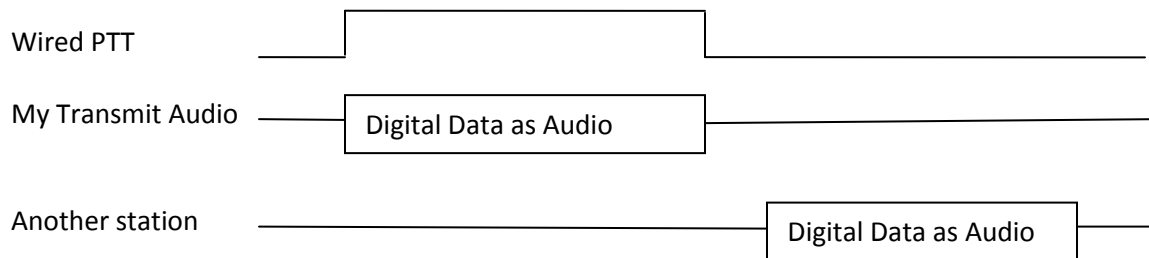 Wired PTT
My Transmit Audio
Digital Data as Audio
Another station
Digital Data as Audio